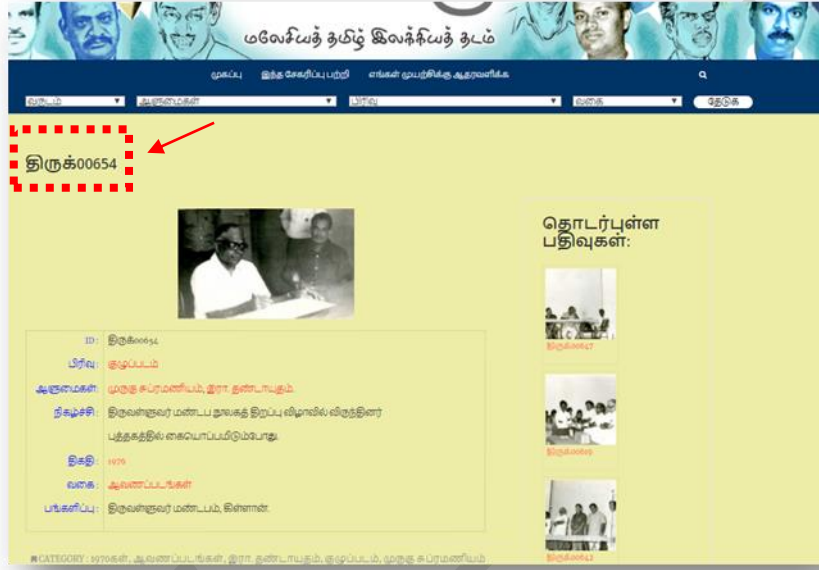 மலேசியத் தமிழ் இலக்கியத் தடம்
முகப்பு இந்த சேகரிப்பு பற்றி எங்கள் முயற்சிக்கு ஆதரவளிக்க
வருடம் ஆளுமைகள் பிரிவு வகை தேடுக
திருக்00654
தொடர்புள்ள
பதிவுகள்:
திருக்00647
திருக்00619
திருக்00642
ID : திருக்00654
பிரிவு : குழுப்படம்
ஆளுமைகள்: முருகு சுப்ரமணியம், இரா. தண்டாயுதம்.
நிகழ்ச்சி : திருவள்ளுவர் மண்டப நூலகத் திறப்பு விழாவில் விருந்தினர்
புத்தகத்தில் கையொப்பமிடும்போது.
திகதி : 1976
வகை : ஆவணப்படங்கள்
பங்களிப்பு : திருவள்ளுவர் மண்டபம், கிள்ளான்.
CATEGORY : 1970கள், ஆவணப்படங்கள், இரா. தண்டாயுதம், குழுப்படம், முருகு சுப்ரமணியம்